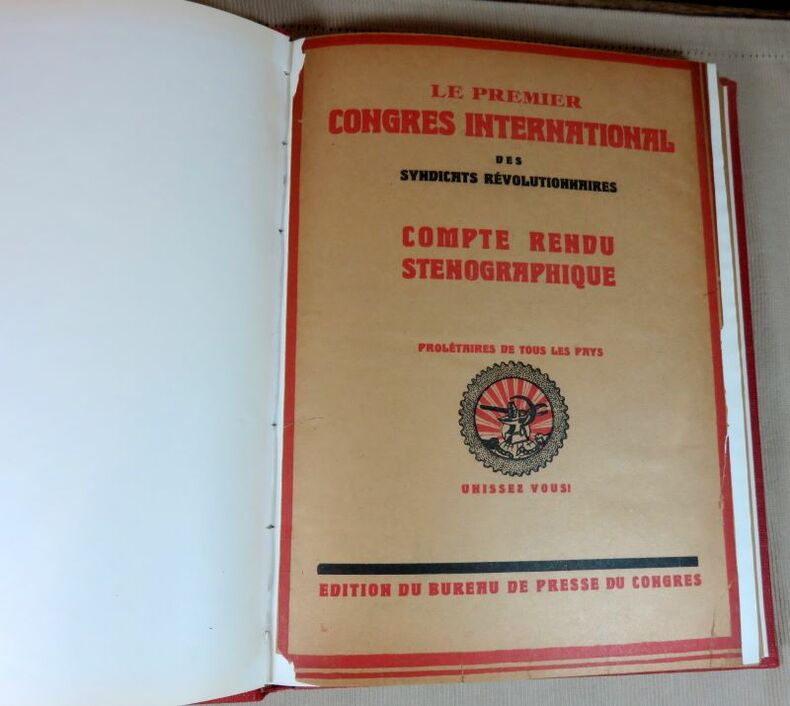 LE PREMIER
CONGRES INTERNATIONAL
DES
SYNDICATS RÉVOLUTIONNAIRES
COMPTE RENDU
STENOGRAPHIQUE
PROLÉTAIRES DE TOUS LES PAYS
UNISSEZ VOUS!
EDITION DU BUREAU DE PRESSE DU CONGRES